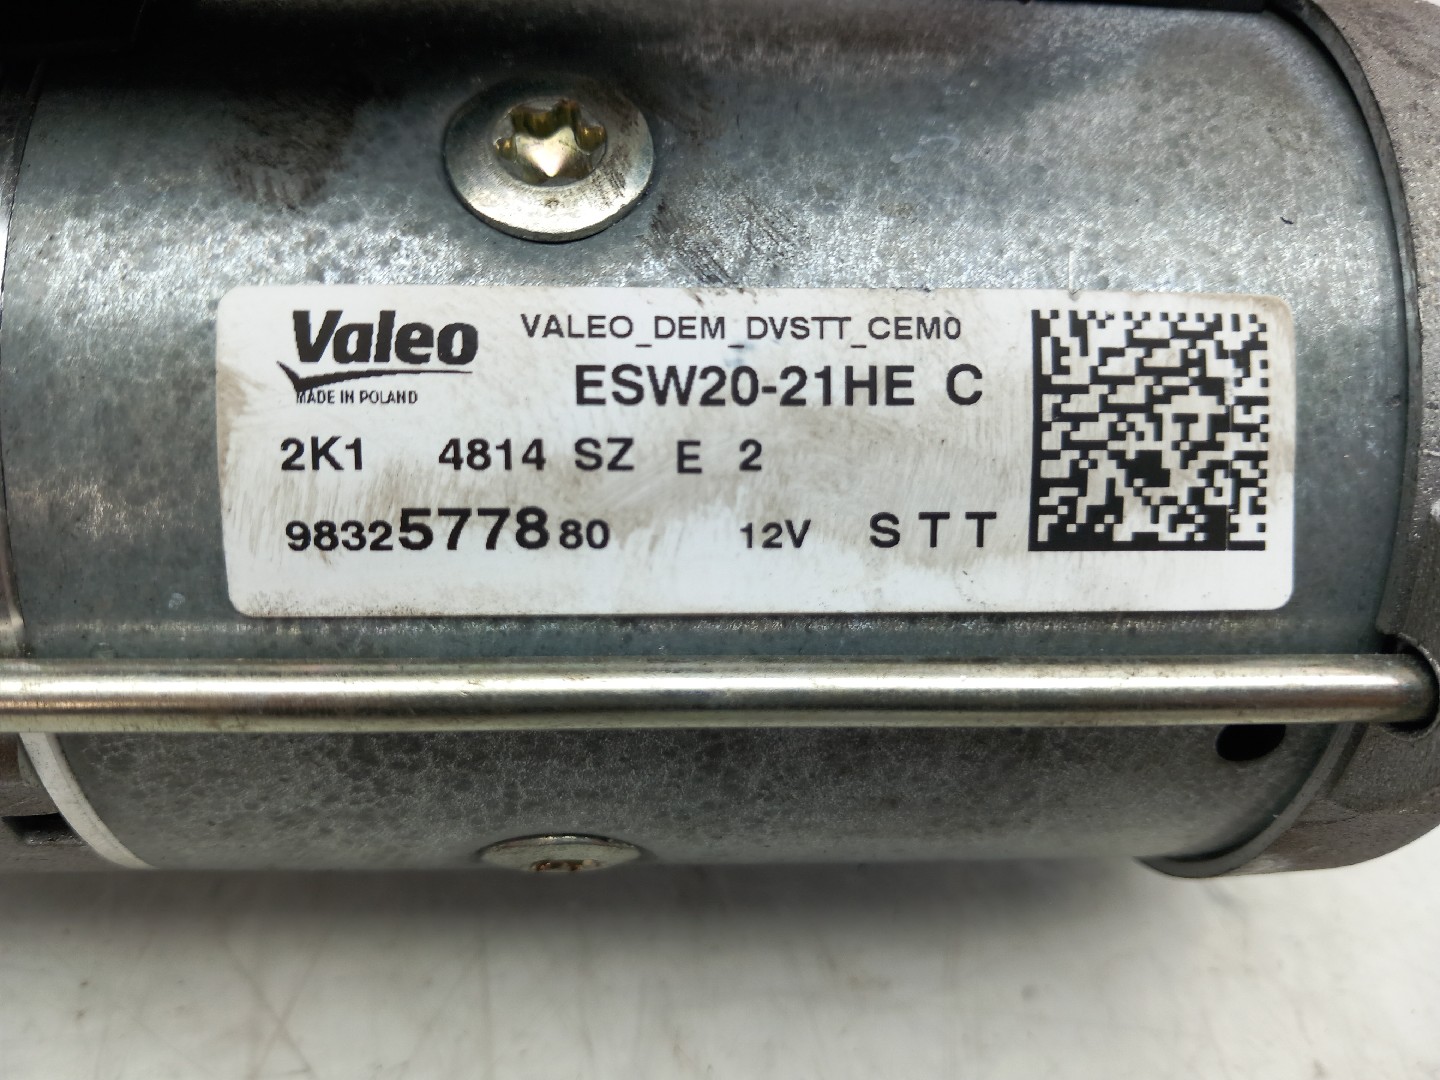 Valeo VALEO_DEM_DVSTT_CEM0
MADE IN POLAND ESW20-21HE C
2K1 4814 SZ E 2
9832577880 12V STT